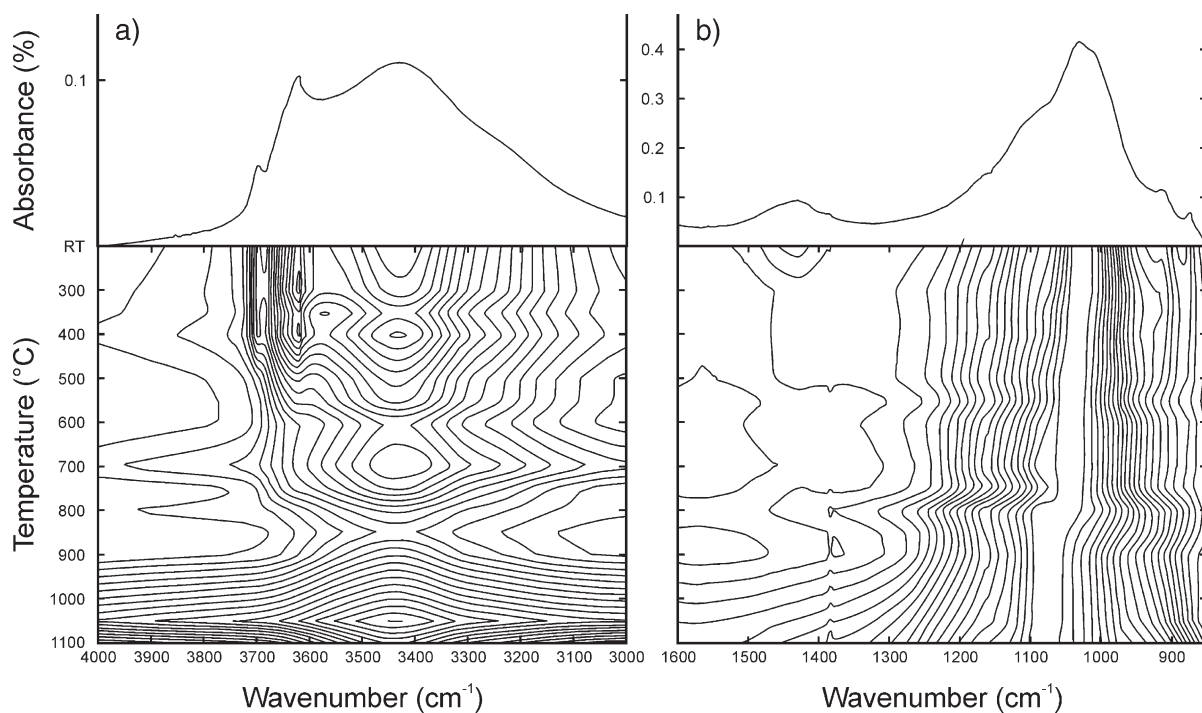 a)
b)
Absorbance (%)
0.1
0.4
0.3
0.2
0.1
RT
300
400
500
600
700
800
900
1000
1100
Temperature (°C)
4000 3900 3800 3700 3600 3500 3400 3300 3200 3100 3000
1600 1500 1400 1300 1200 1100 1000 900
Wavenumber (cm⁻¹)
Wavenumber (cm⁻¹)